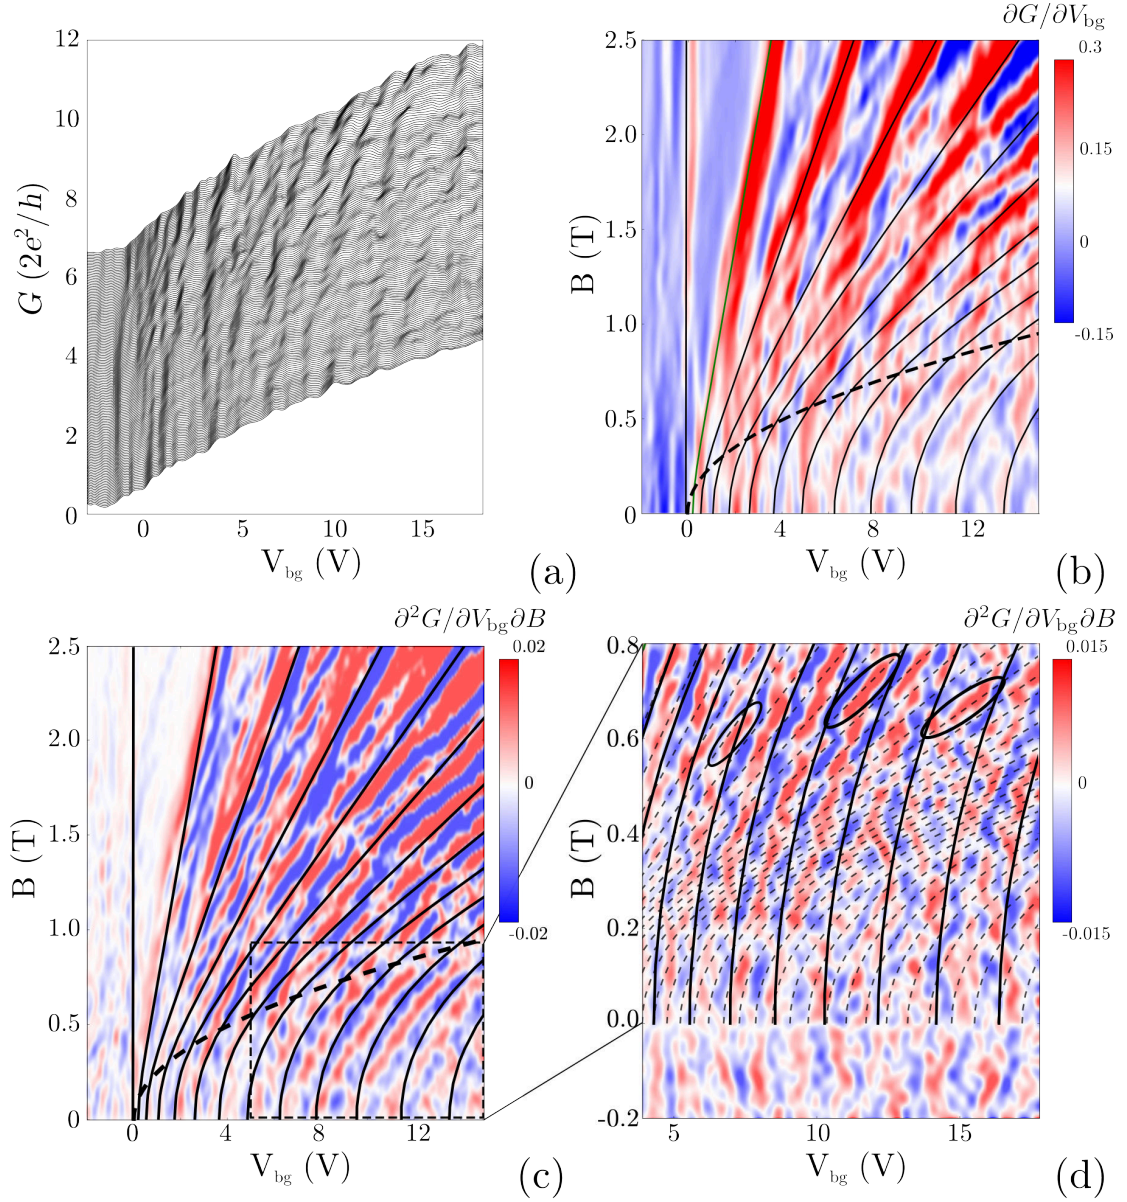 12
10
8
6
4
2
0
G (2e²/h)
0 5 10 15
V_bg (V)
(a)
∂G/∂V_bg
2.5
2.0
1.5
1.0
0.5
0
B (T)
0 4 8 12
V_bg (V)
0.3
0.15
0
-0.15
(b)
∂²G/∂V_bg∂B
2.5
2.0
1.5
1.0
0.5
0
B (T)
0 4 8 12
V_bg (V)
0.02
0
-0.02
(c)
∂²G/∂V_bg∂B
0.8
0.6
0.4
0.2
0.0
-0.2
B (T)
5 10 15
V_bg (V)
0.015
0
-0.015
(d)